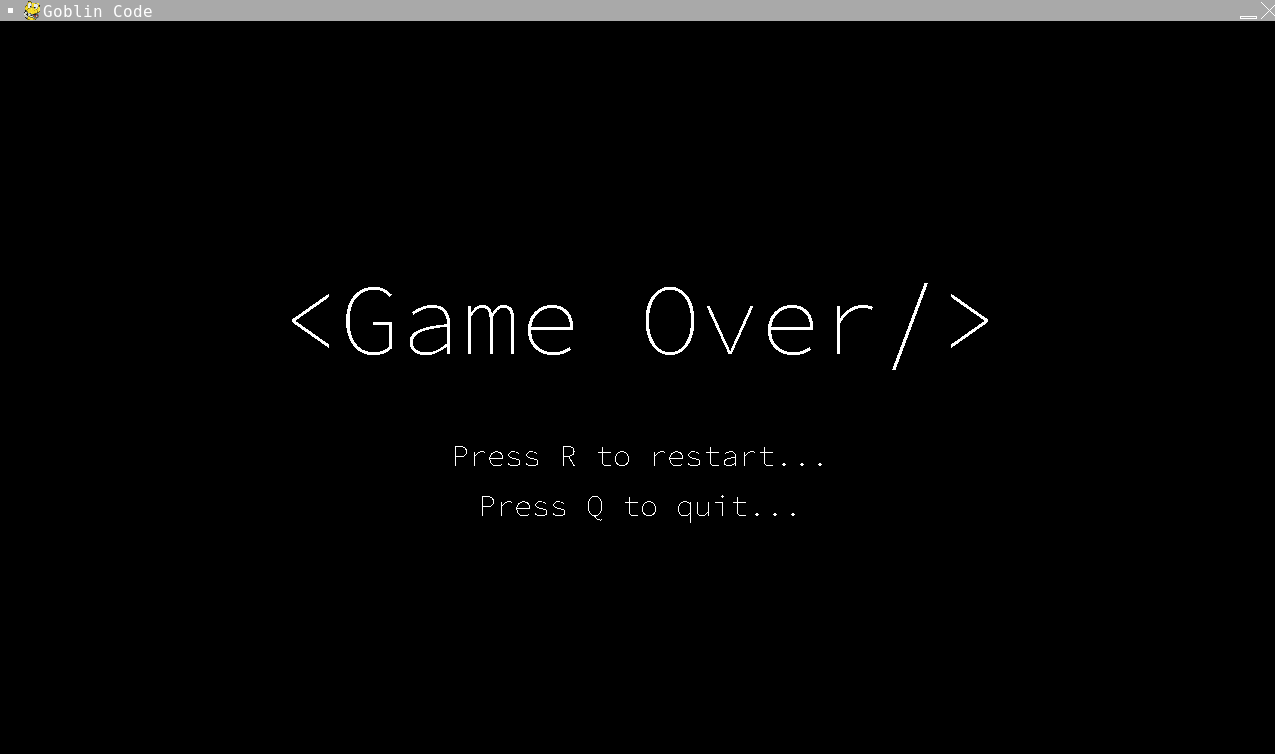 Goblin Code
<Game Over/>
Press R to restart...
Press Q to quit...